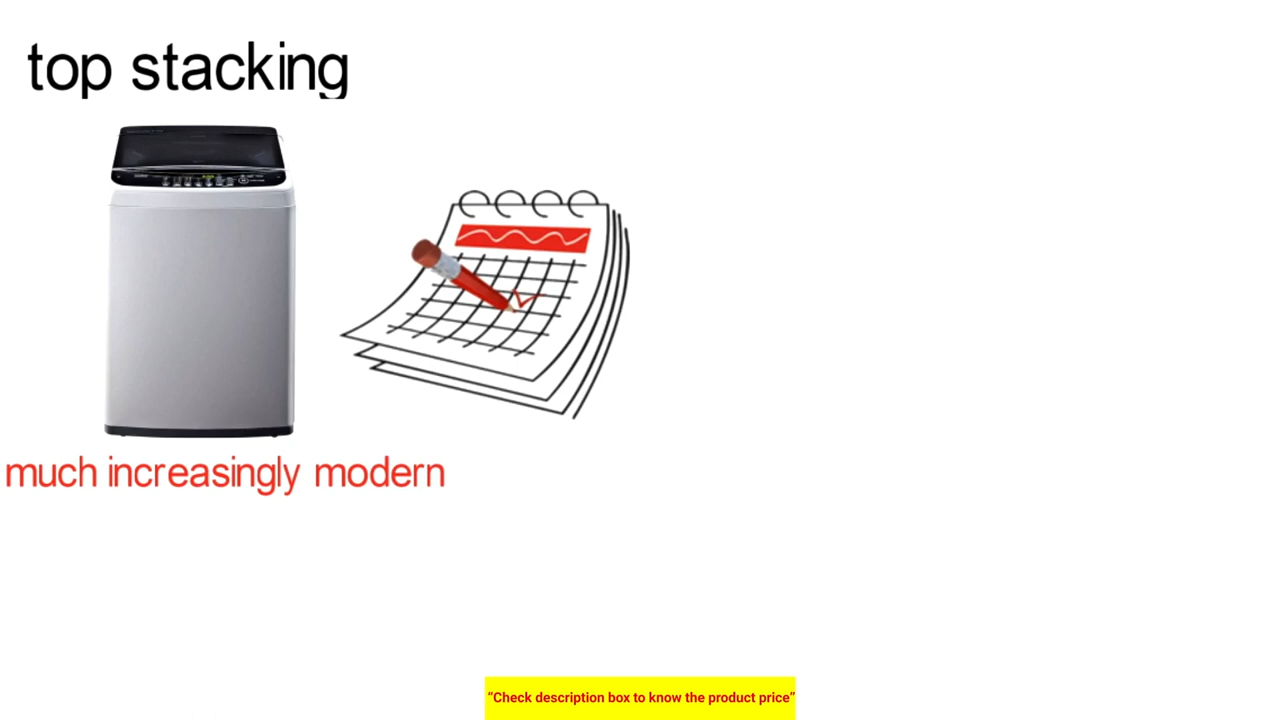 top stacking
much increasingly modern
“Check description box to know the product price”